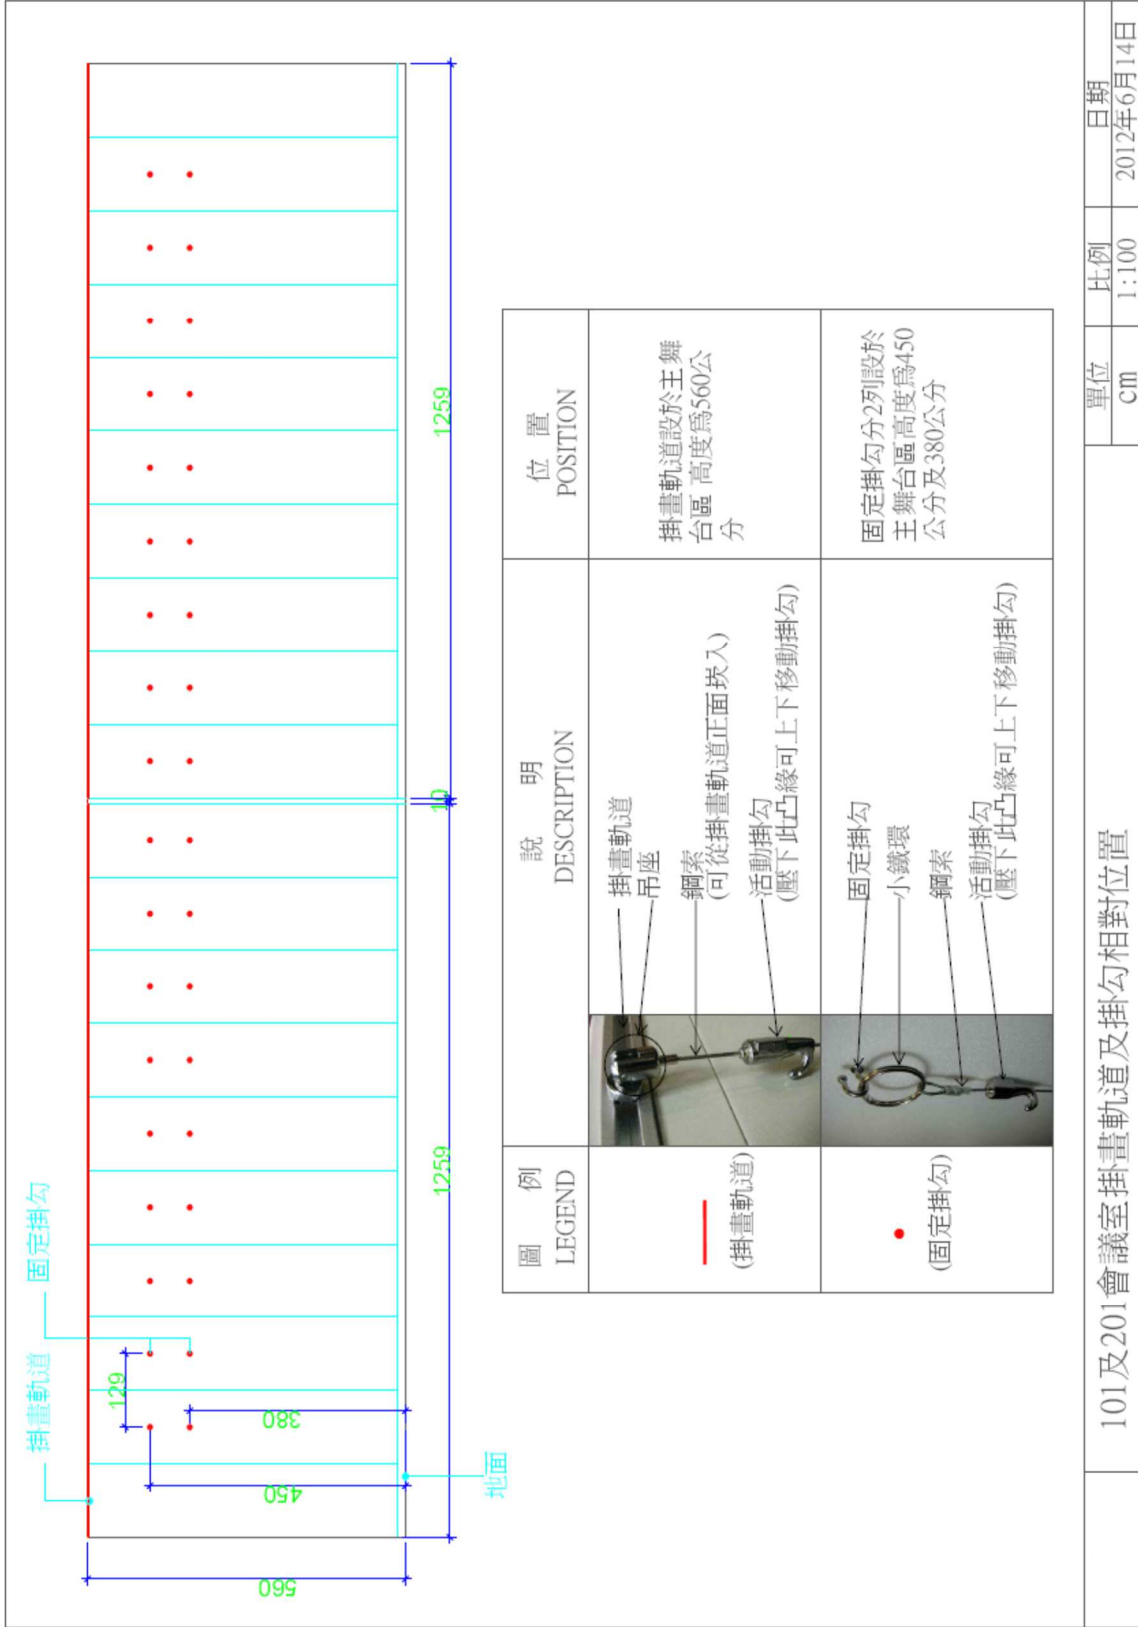 掛畫軌道
固定掛勾
129
380
450
560
地面
1259
10
1259
圖 例
LEGEND
說 明
DESCRIPTION
位 置
POSITION
(掛畫軌道)
掛畫軌道
吊座
鋼索
(可從掛畫軌道正面崁入)
活動掛勾
(壓下此凸緣可上下移動掛勾)
掛畫軌道設於主舞
台區 高度爲560公
分
(固定掛勾)
固定掛勾
小鐵環
鋼索
活動掛勾
(壓下此凸緣可上下移動掛勾)
固定掛勾分2列設於
主舞台區高度爲450
公分及380公分
101及201會議室掛畫軌道及掛勾相對位置
單位
cm
比例
1:100
日期
2012年6月14日